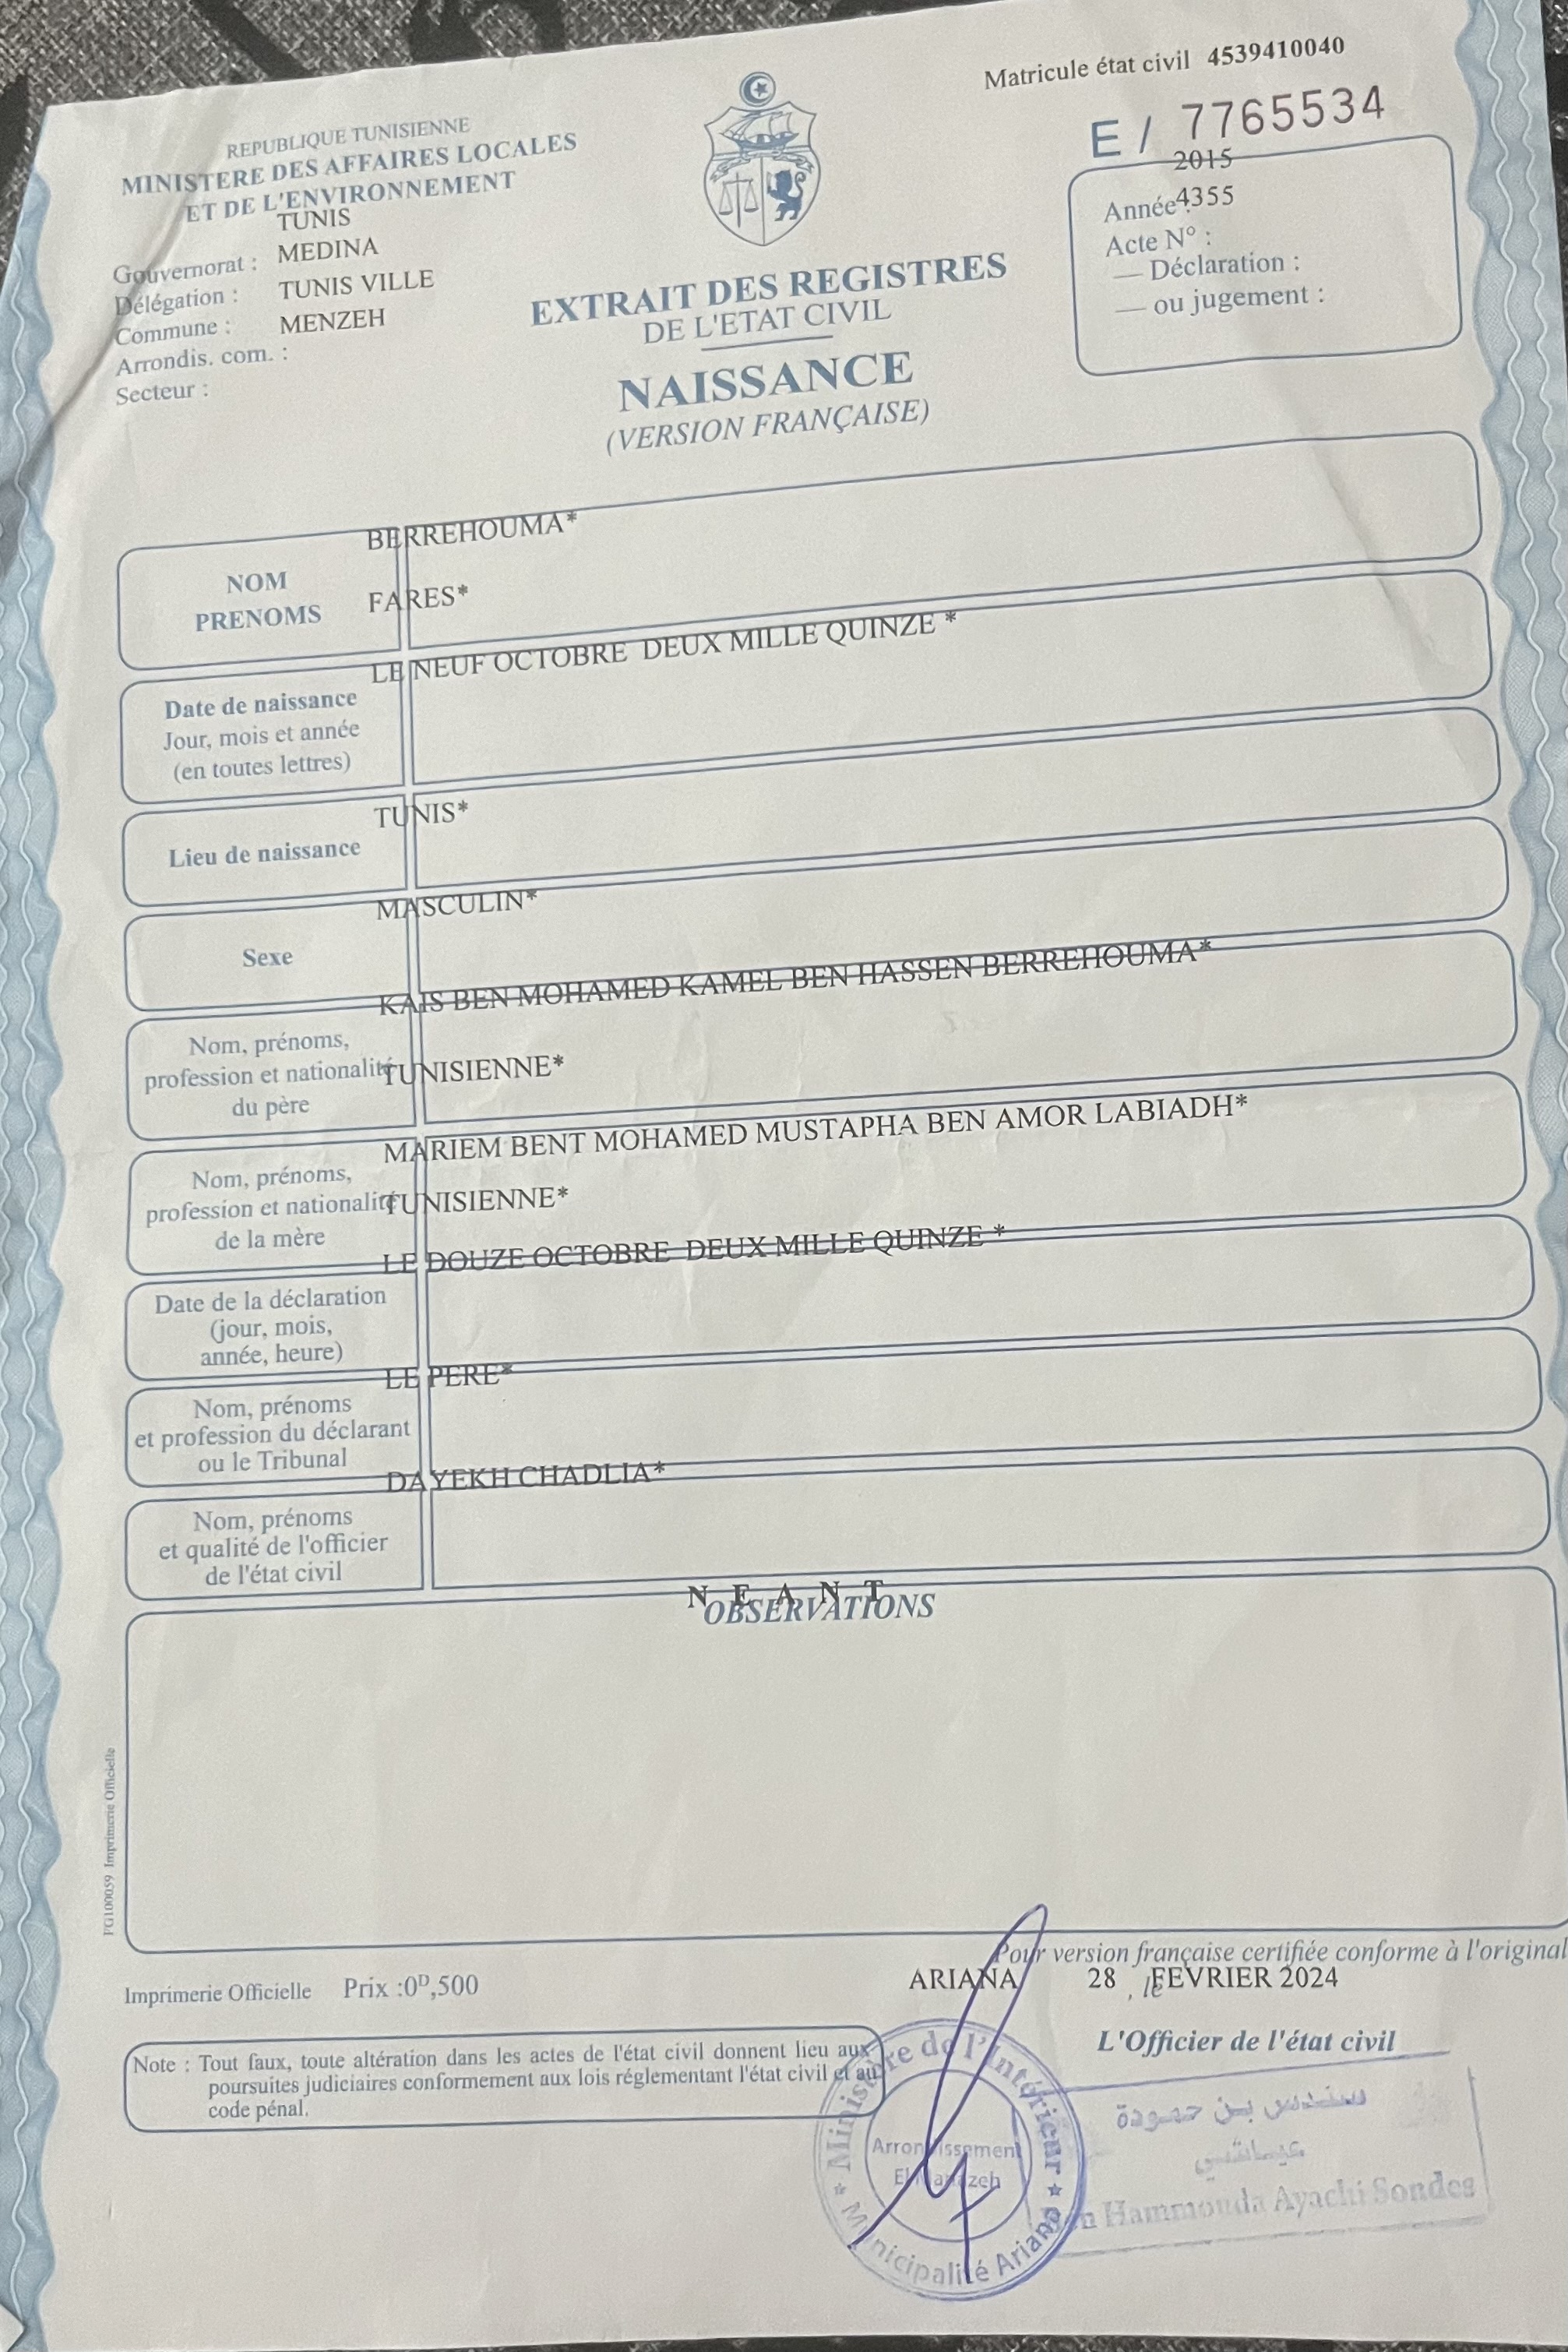 Matricule état civil 4539410040
REPUBLIQUE TUNISIENNE
MINISTERE DES AFFAIRES LOCALES
ET DE L'ENVIRONNEMENT
E / 7765534
2015
Année : 4355
Acte N° :
— Déclaration :
— ou jugement :
TUNIS
Gouvernorat : MEDINA
Délégation : TUNIS VILLE
Commune : MENZEH
Arrondis. com. :
Secteur :
EXTRAIT DES REGISTRES
DE L'ETAT CIVIL
NAISSANCE
(VERSION FRANÇAISE)
BERREHOUMA*
NOM
PRENOMS
FARES*
LE NEUF OCTOBRE DEUX MILLE QUINZE *
Date de naissance
Jour, mois et année
(en toutes lettres)
TUNIS*
Lieu de naissance
MASCULIN*
Sexe
KAIS BEN MOHAMED KAMEL BEN HASSEN BERREHOUMA*
Nom, prénoms,
profession et nationalité
du père
TUNISIENNE*
MARIEM BENT MOHAMED MUSTAPHA BEN AMOR LABIADH*
Nom, prénoms,
profession et nationalité
de la mère
TUNISIENNE*
LE DOUZE OCTOBRE DEUX MILLE QUINZE *
Date de la déclaration
(jour, mois,
année, heure)
LE PERE*
Nom, prénoms
et profession du déclarant
ou le Tribunal
DAYEKH CHADLIA*
Nom, prénoms
et qualité de l'officier
de l'état civil
N E A N T
OBSERVATIONS
FG100059 Imprimerie Officielle
Pour version française certifiée conforme à l'original
ARIANA 28 , le FEVRIER 2024
Imprimerie Officielle Prix :0ᴰ,500
L'Officier de l'état civil
Note : Tout faux, toute altération dans les actes de l'état civil donnent lieu aux
poursuites judiciaires conformement aux lois réglementant l'état civil et au
code pénal.
Ministère de l'Intérieur
Arrondissement
Municipalité Ariana
سندس بن حمودة
عياشي
Hammouda Ayachi Sondes